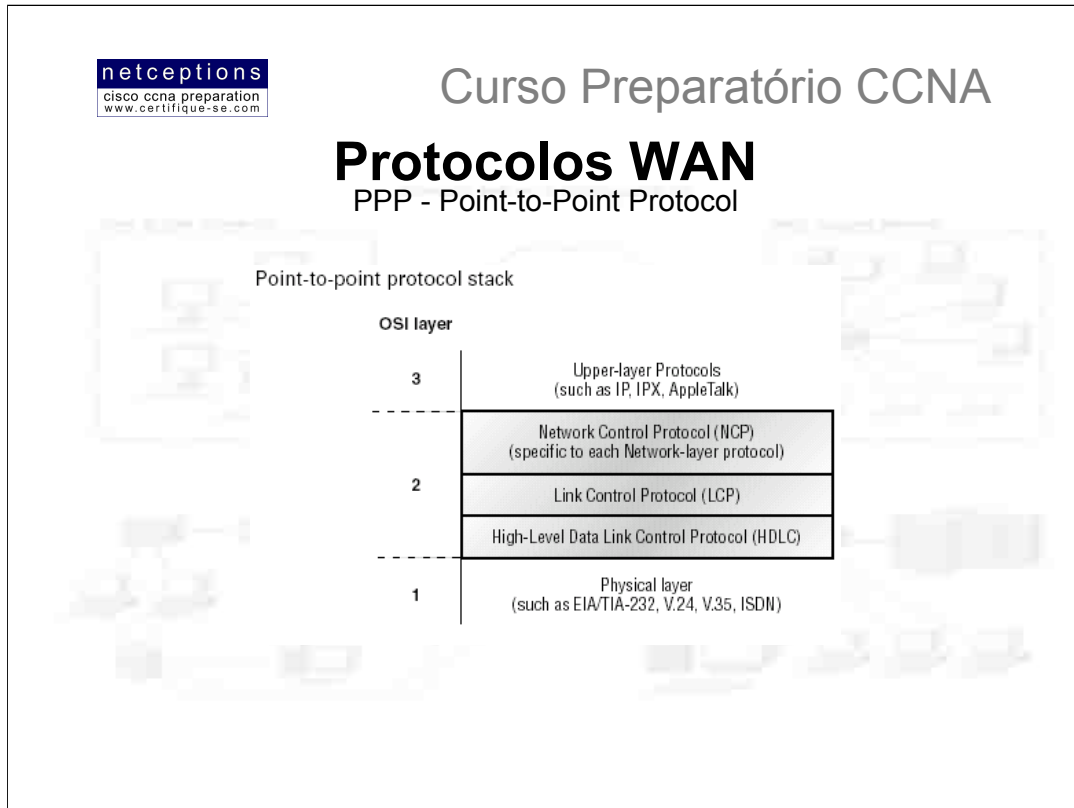 netceptions
cisco ccna preparation
www.certifique-se.com
Curso Preparatório CCNA
Protocolos WAN
PPP - Point-to-Point Protocol
Point-to-point protocol stack
OSI layer
3
Upper-layer Protocols
(such as IP, IPX, AppleTalk)
Network Control Protocol (NCP)
(specific to each Network-layer protocol)
2
Link Control Protocol (LCP)
High-Level Data Link Control Protocol (HDLC)
1
Physical layer
(such as EIA/TIA-232, V.24, V.35, ISDN)